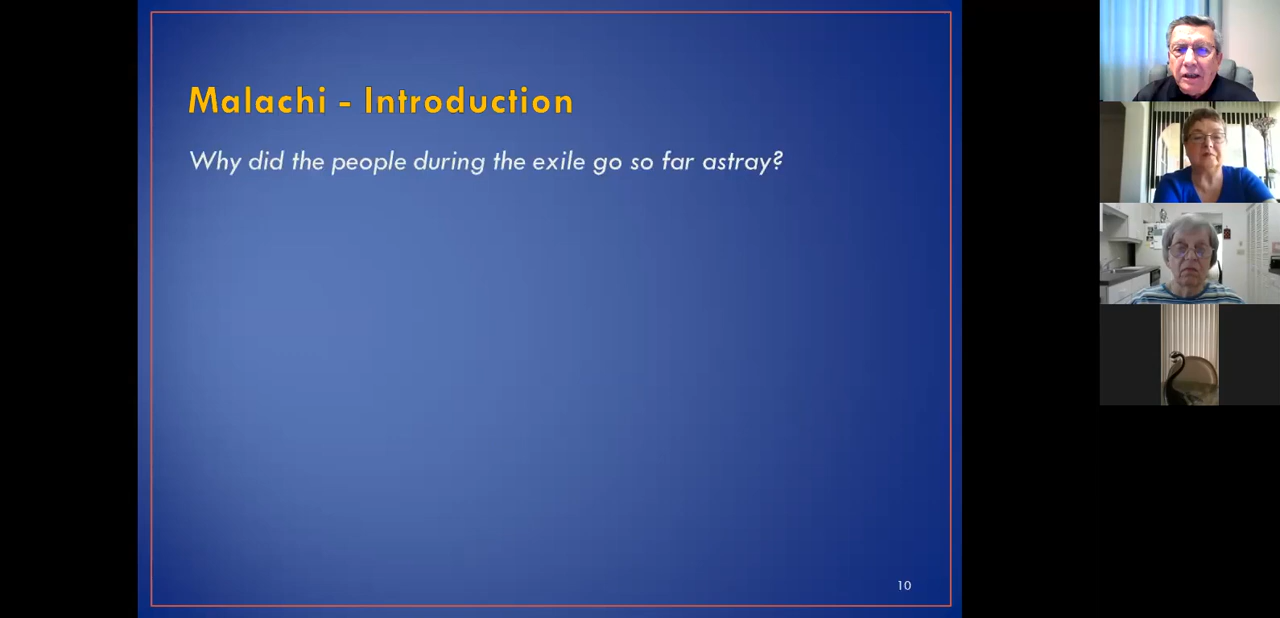 Malachi - Introduction
Why did the people during the exile go so far astray?
10